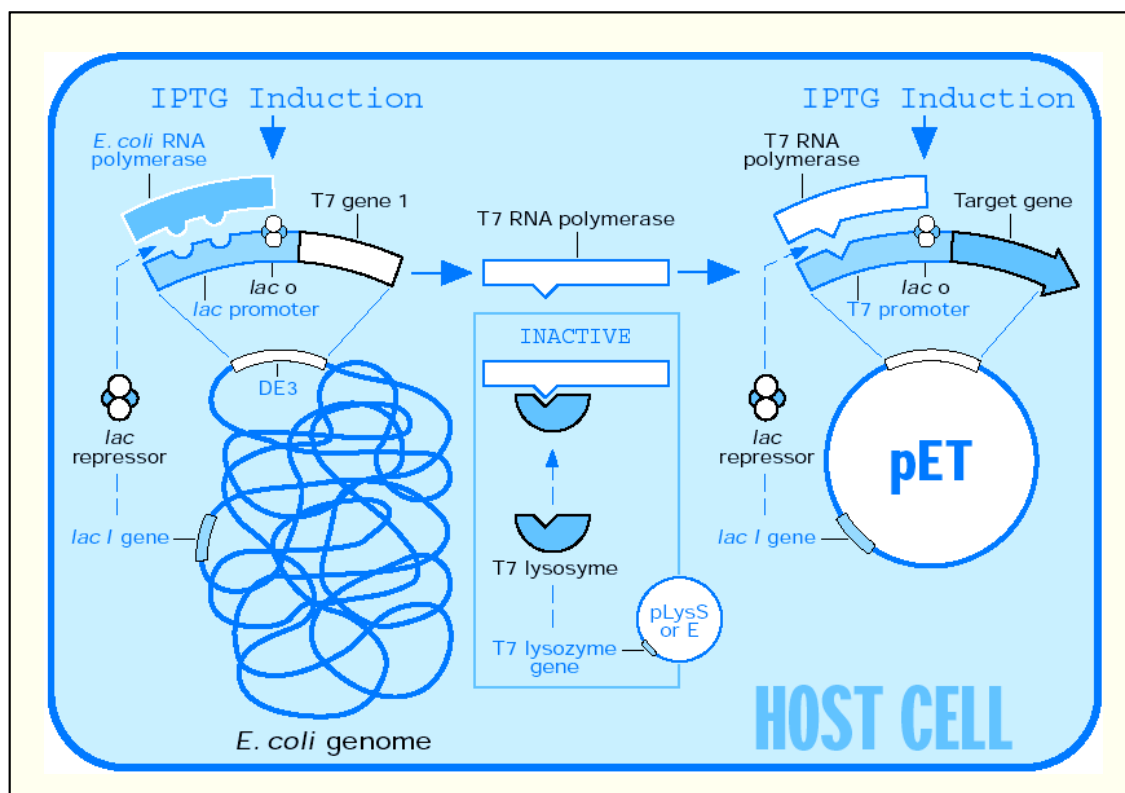 IPTG Induction
E. coli RNA
polymerase
T7 gene 1
lac o
lac promoter
DE3
lac
repressor
lac I gene
E. coli genome
T7 RNA polymerase
INACTIVE
T7 lysosyme
T7 lysozyme
gene
pLysS
or E
IPTG Induction
T7 RNA
polymerase
Target gene
lac o
T7 promoter
lac
repressor
lac I gene
pET
HOST CELL